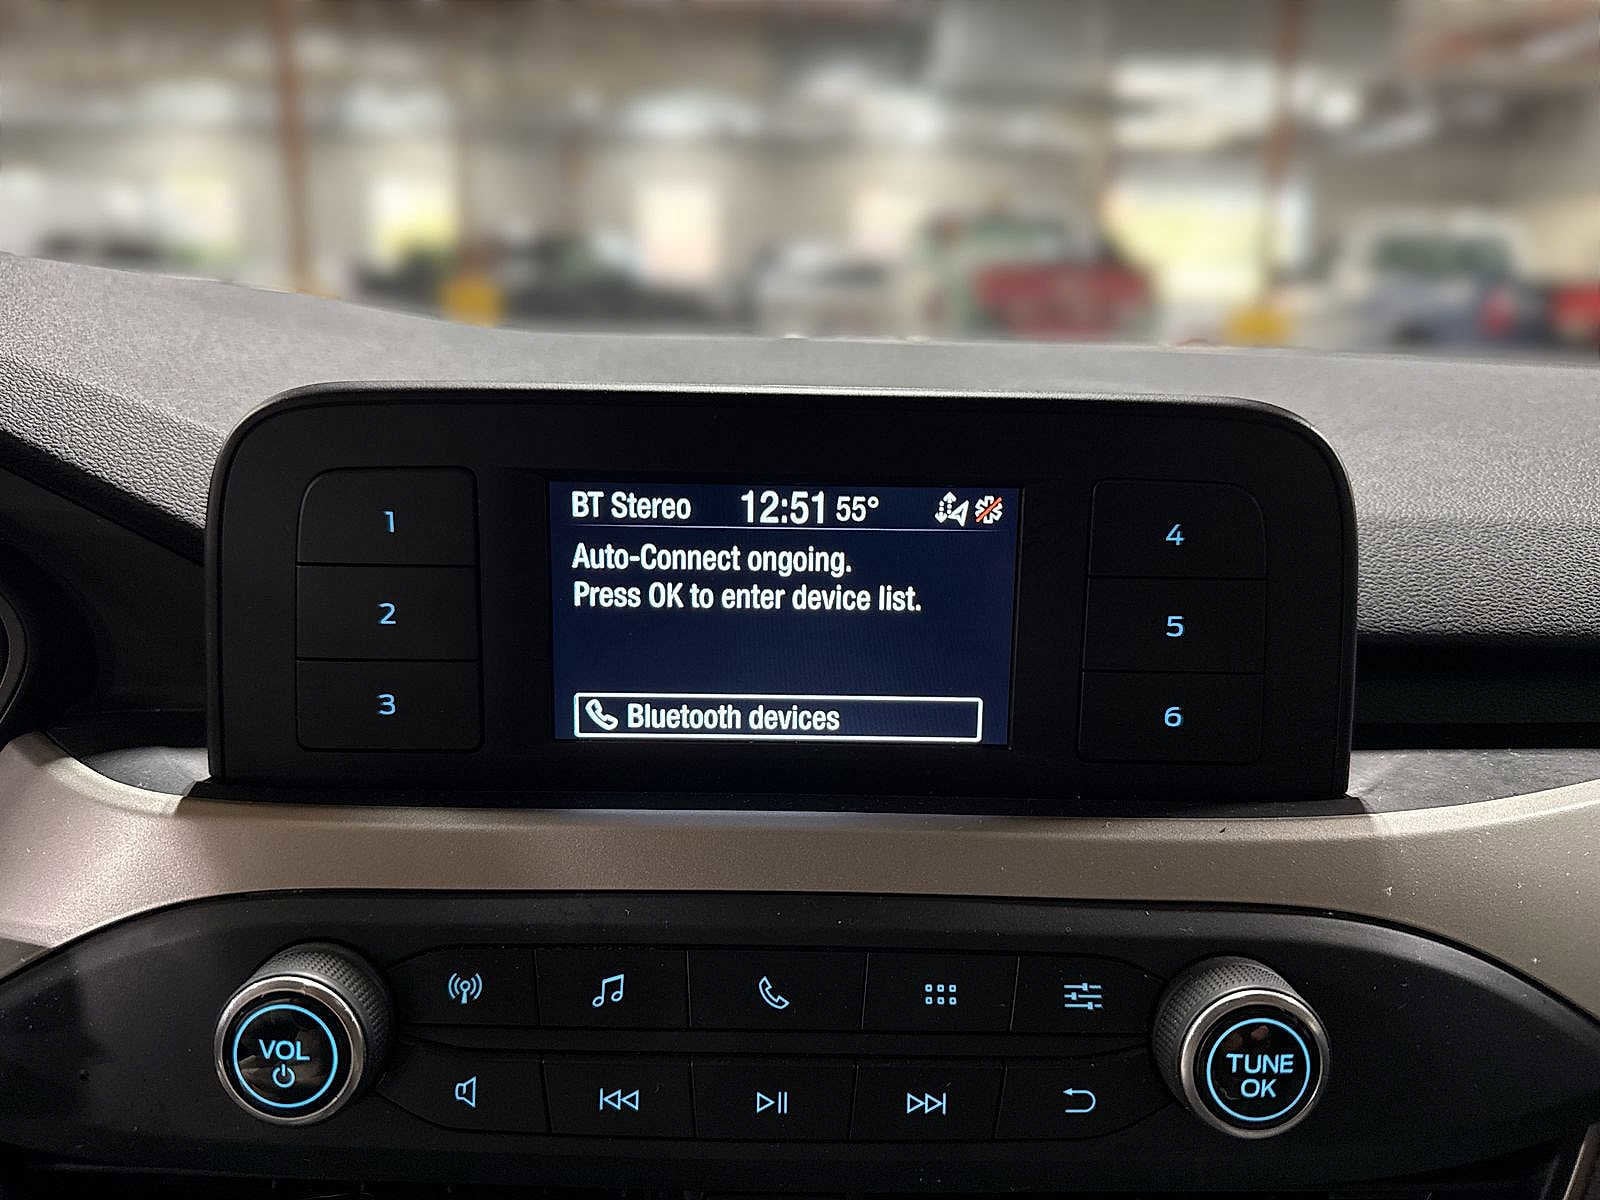 BT Stereo 12:51 55°
Auto-Connect ongoing.
Press OK to enter device list.
Bluetooth devices
1
2
3
4
5
6
VOL
TUNE
OK